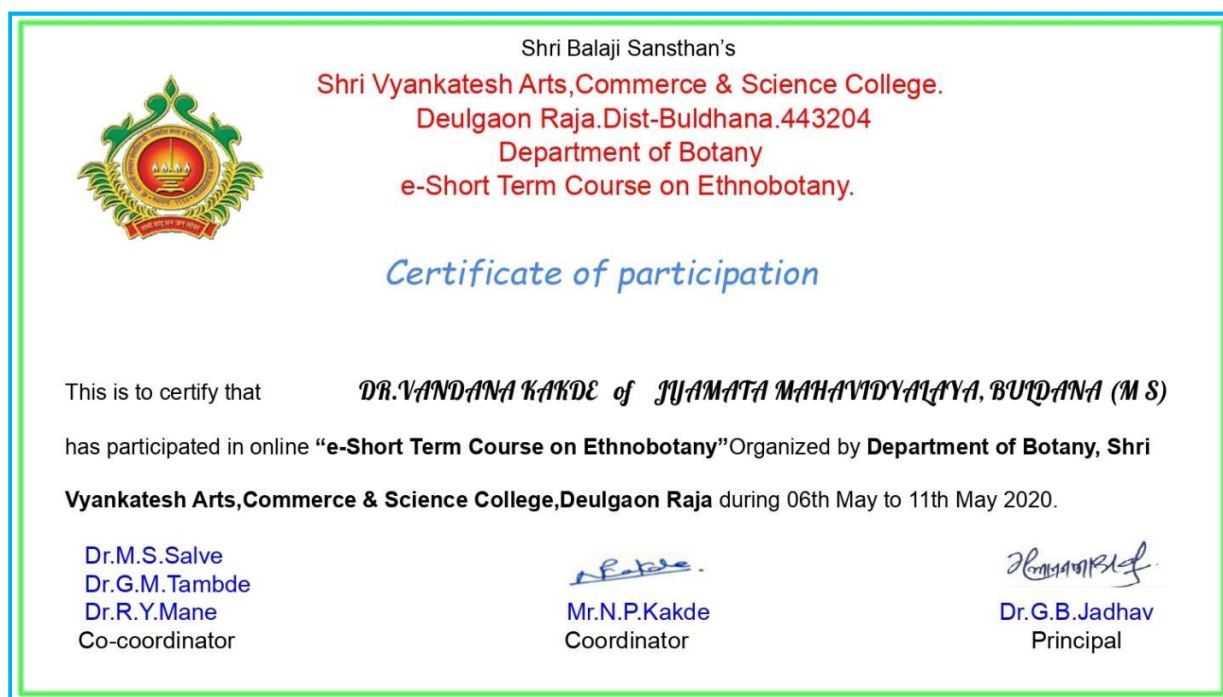 Shri Balaji Sansthan's
Shri Vyankatesh Arts,Commerce & Science College.
Deulgaon Raja.Dist-Buldhana.443204
Department of Botany
e-Short Term Course on Ethnobotany.
Certificate of participation
This is to certify that DR.VANDANA KAKDE of JIJAMATA MAHAVIDYALAYA, BULDANA (M S)
has participated in online “e-Short Term Course on Ethnobotany”Organized by Department of Botany, Shri
Vyankatesh Arts,Commerce & Science College,Deulgaon Raja during 06th May to 11th May 2020.
Dr.M.S.Salve
Dr.G.M.Tambde
Dr.R.Y.Mane
Co-coordinator
Mr.N.P.Kakde
Coordinator
Dr.G.B.Jadhav
Principal